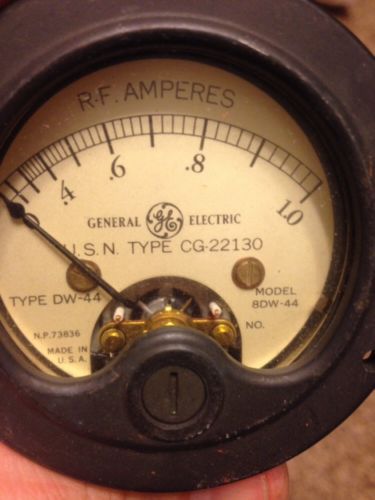 R-F. AMPERES
.4 .6 .8 1.0
GENERAL GE ELECTRIC
U.S.N. TYPE CG-22130
TYPE DW-44
MODEL
8DW-44
N.P. 73836
NO.
MADE IN
U.S.A.